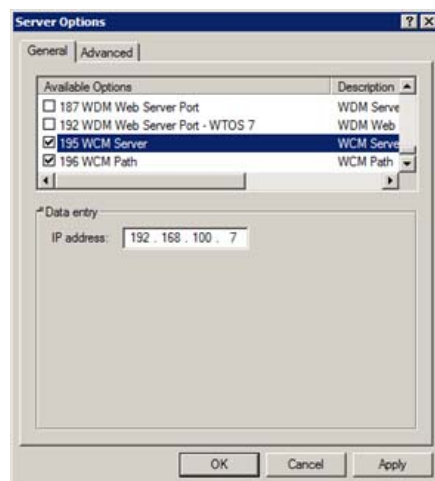 Server Options
General Advanced
Available Options Description
187 WDM Web Server Port WDM Serve
192 WDM Web Server Port - WTOS 7 WDM Web
195 WCM Server WCM Serve
196 WCM Path WCM Path
Data entry
IP address: 192 . 168 . 100 . 7
OK Cancel Apply